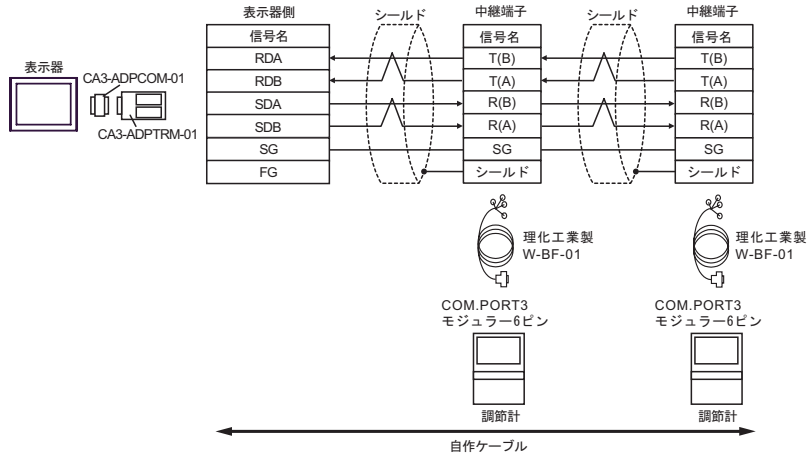 表示器側
シールド
中継端子
シールド
中継端子
表示器
CA3-ADPCOM-01
CA3-ADPTRM-01
信号名
信号名
信号名
RDA
T(B)
T(B)
RDB
T(A)
T(A)
SDA
R(B)
R(B)
SDB
R(A)
R(A)
SG
SG
SG
FG
シールド
シールド
理化工業製
W-BF-01
理化工業製
W-BF-01
COM.PORT3
モジュラー6ピン
COM.PORT3
モジュラー6ピン
調節計
調節計
自作ケーブル